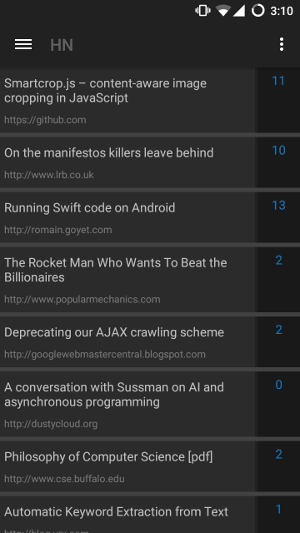 3:10
HN
Smartcrop.js – content-aware image
cropping in JavaScript
11
https://github.com
On the manifestos killers leave behind
10
http://www.lrb.co.uk
Running Swift code on Android
13
http://romain.goyet.com
The Rocket Man Who Wants To Beat the
Billionaires
2
http://www.popularmechanics.com
Deprecating our AJAX crawling scheme
2
http://googlewebmastercentral.blogspot.com
A conversation with Sussman on AI and
asynchronous programming
0
http://dustycloud.org
Philosophy of Computer Science [pdf]
2
http://www.cse.buffalo.edu
Automatic Keyword Extraction from Text
1